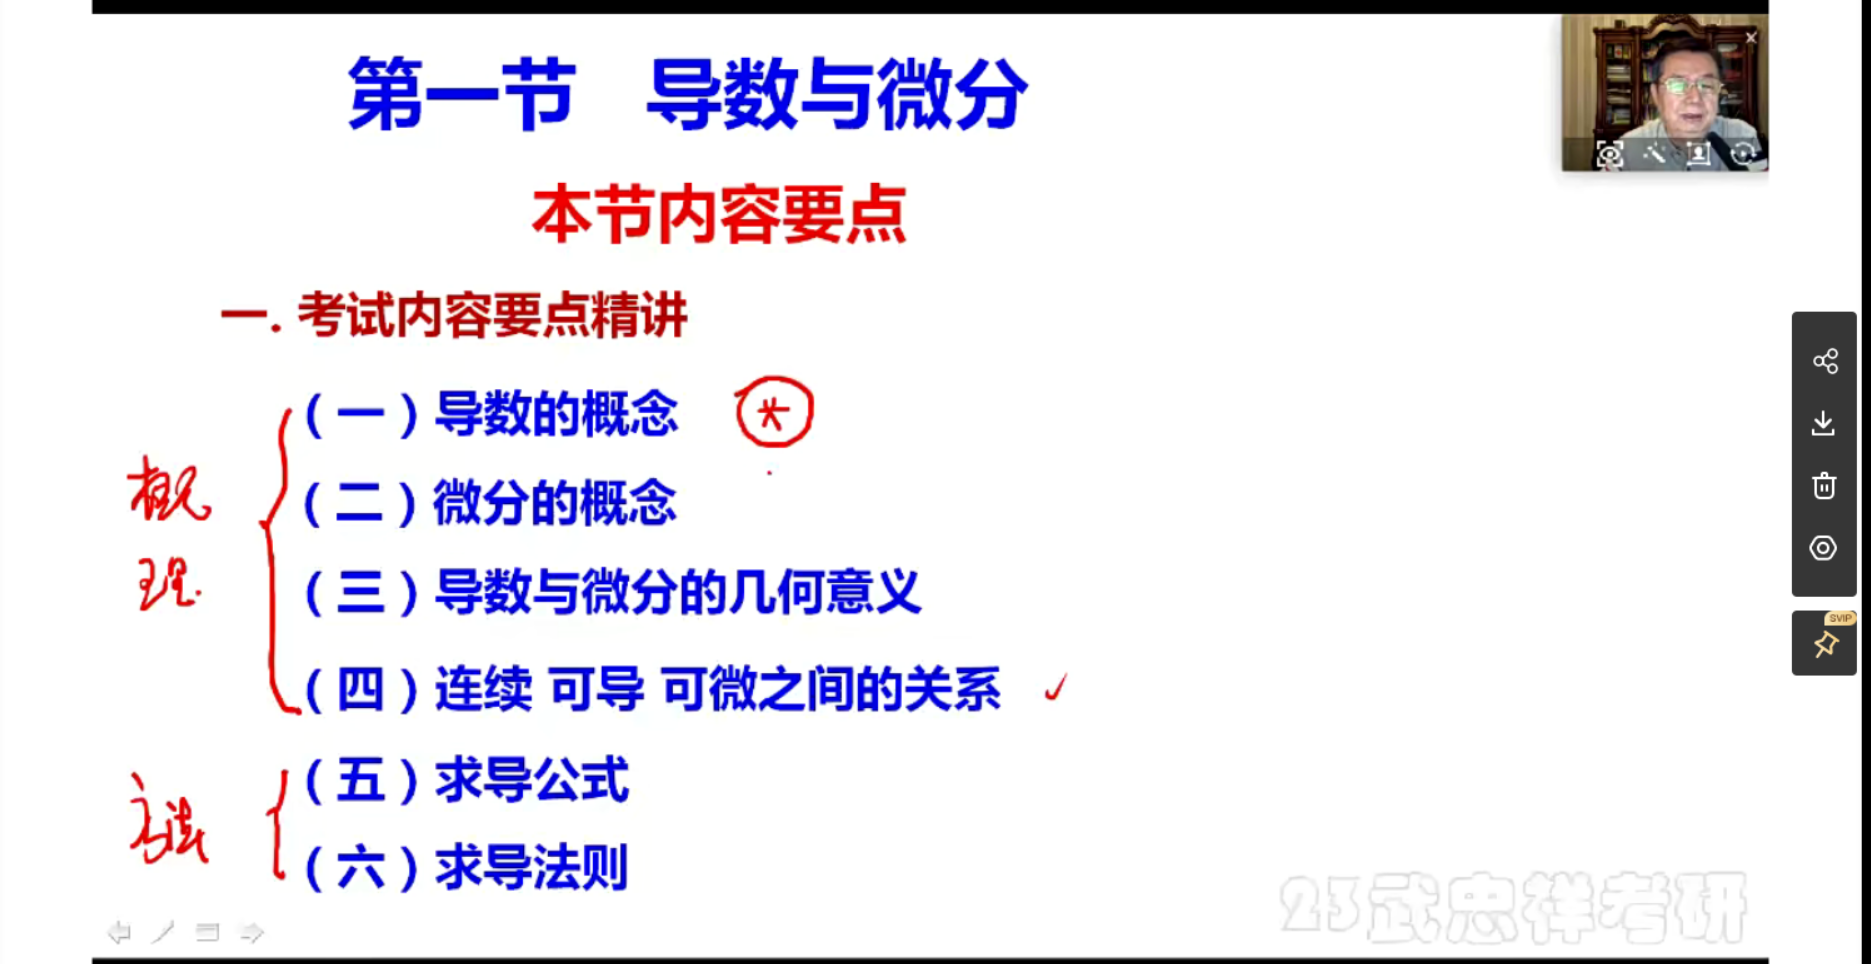 第一节 导数与微分
本节内容要点
一. 考试内容要点精讲
（一）导数的概念
（二）微分的概念
（三）导数与微分的几何意义
（四）连续 可导 可微之间的关系 ✓
（五）求导公式
（六）求导法则
概
理
方法
SVIP
23武忠祥考研